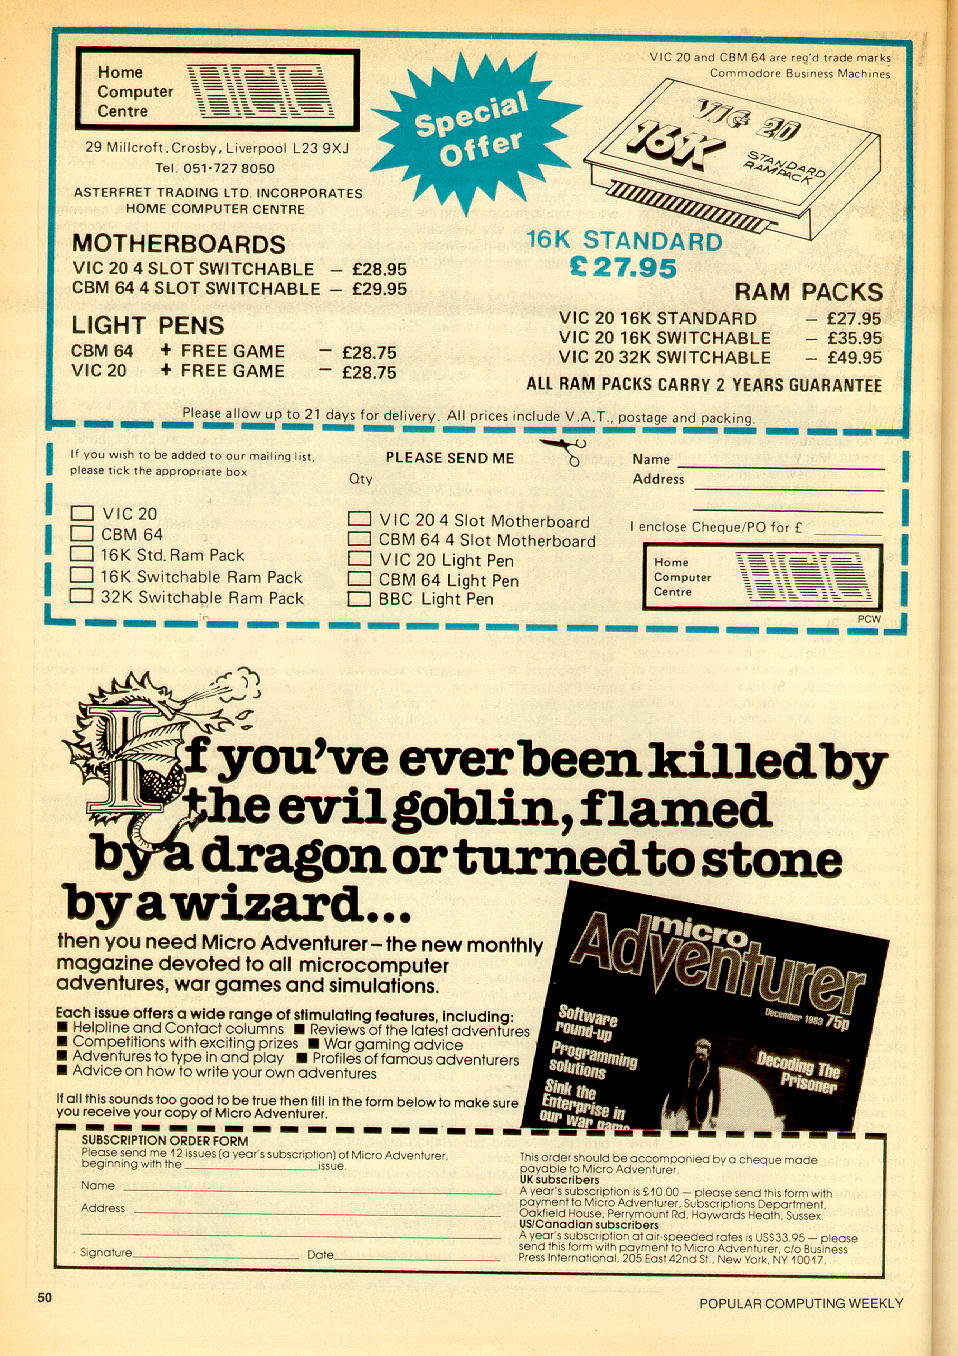 Home
Computer
Centre
HCC
29 Millcroft, Crosby, Liverpool L23 9XJ
Tel. 051-727 8050
ASTERFRET TRADING LTD. INCORPORATES
HOME COMPUTER CENTRE
Special
Offer
VIC 20 and CBM 64 are reg'd trade marks
Commodore Business Machines
VIC 20
16K
STANDARD
RAMPACK
16K STANDARD
£27.95
MOTHERBOARDS
VIC 20 4 SLOT SWITCHABLE – £28.95
CBM 64 4 SLOT SWITCHABLE – £29.95
LIGHT PENS
CBM 64 + FREE GAME – £28.75
VIC 20 + FREE GAME – £28.75
RAM PACKS
VIC 20 16K STANDARD – £27.95
VIC 20 16K SWITCHABLE – £35.95
VIC 20 32K SWITCHABLE – £49.95
ALL RAM PACKS CARRY 2 YEARS GUARANTEE
Please allow up to 21 days for delivery. All prices include V.A.T., postage and packing.
If you wish to be added to our mailing list,
please tick the appropriate box
VIC 20
CBM 64
16K Std. Ram Pack
16K Switchable Ram Pack
32K Switchable Ram Pack
PLEASE SEND ME
Qty
VIC 20 4 Slot Motherboard
CBM 64 4 Slot Motherboard
VIC 20 Light Pen
CBM 64 Light Pen
BBC Light Pen
Name
Address
I enclose Cheque/PO for £
Home
Computer
Centre
HCC
PCW
If you've ever been killed by
the evil goblin, flamed
by a dragon or turned to stone
by a wizard...
then you need Micro Adventurer – the new monthly
magazine devoted to all microcomputer
adventures, war games and simulations.
Each issue offers a wide range of stimulating features, including:
■ Helpline and Contact columns ■ Reviews of the latest adventures
■ Competitions with exciting prizes ■ War gaming advice
■ Adventures to type in and play ■ Profiles of famous adventurers
■ Advice on how to write your own adventures
If all this sounds too good to be true then fill in the form below to make sure
you receive your copy of Micro Adventurer.
micro
Adventurer
December 1983 75p
Software
round-up
Programming
solutions
Sink the
Enterprise in
our war game
Decoding The
Prisoner
SUBSCRIPTION ORDER FORM
Please send me 12 issues (a year's subscription) of Micro Adventurer,
beginning with the issue.
Name
Address
Signature Date
This order should be accompanied by a cheque made
payable to Micro Adventurer.
UK subscribers
A year's subscription is £10.00 – please send this form with
payment to Micro Adventurer, Subscriptions Department,
Oakfield House, Perrymount Rd, Haywards Heath, Sussex.
US/Canadian subscribers
A year's subscription at air-speeded rates is US$33.95 – please
send this form with payment to Micro Adventurer, c/o Business
Press International, 205 East 42nd St., New York, NY 10017.
50
POPULAR COMPUTING WEEKLY